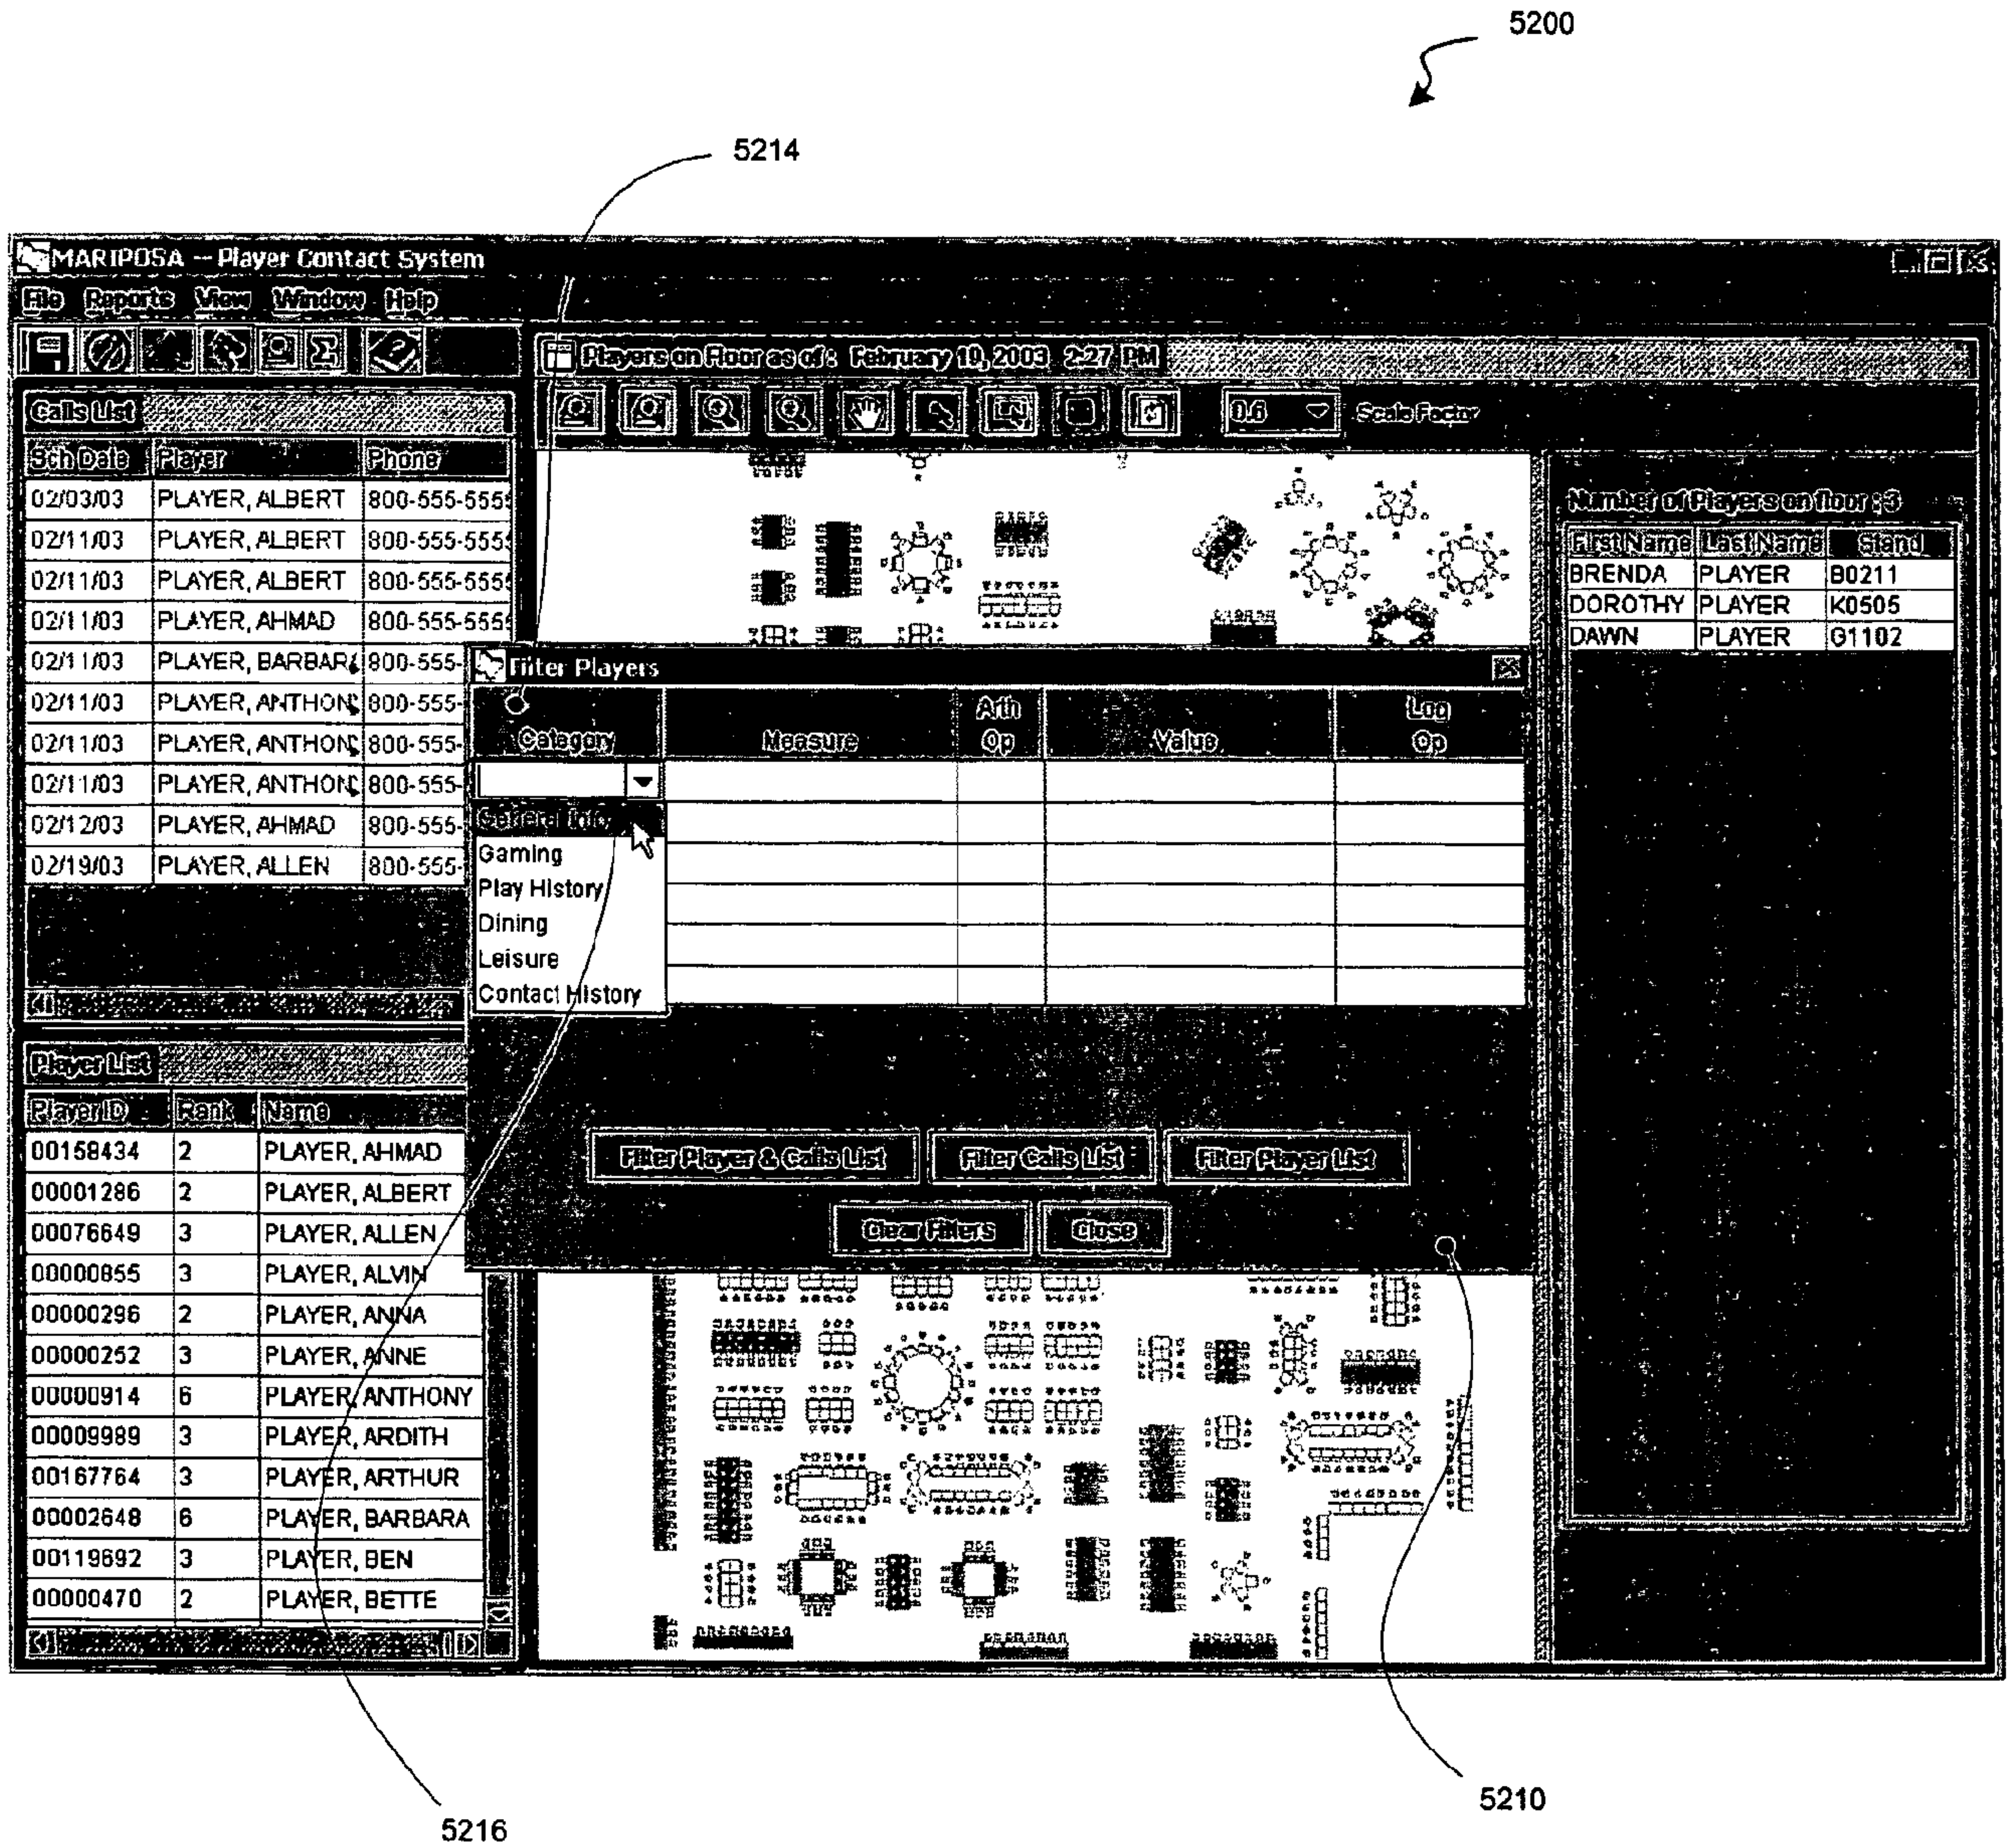 5200
5214
MARIPOSA -- Player Contact System
File Reports View Window Help
Players on Floor as of: February 19, 2003 2:27 PM
0.6 Scale Factor
Calls List
Sch Date Player Phone
02/03/03 PLAYER, ALBERT 800-555-5555
02/11/03 PLAYER, ALBERT 800-555-5555
02/11/03 PLAYER, ALBERT 800-555-5555
02/11/03 PLAYER, AHMAD 800-555-5555
02/11/03 PLAYER, BARBARA 800-555-
02/11/03 PLAYER, ANTHON 800-555-
02/11/03 PLAYER, ANTHON 800-555-
02/11/03 PLAYER, ANTHON 800-555-
02/12/03 PLAYER, AHMAD 800-555-
02/19/03 PLAYER, ALLEN 800-555-
Number of Players on floor : 3
First Name Last Name Stand
BRENDA PLAYER B0211
DOROTHY PLAYER K0505
DAWN PLAYER G1102
Filter Players
Category Measure Arth Op Value Log Op
General Info
Gaming
Play History
Dining
Leisure
Contact History
Filter Player & Calls List Filter Calls List Filter Player List
Clear Filters Close
Player List
Player ID Rank Name
00158434 2 PLAYER, AHMAD
00001286 2 PLAYER, ALBERT
00076649 3 PLAYER, ALLEN
00000855 3 PLAYER, ALVIN
00000296 2 PLAYER, ANNA
00000252 3 PLAYER, ANNE
00000914 6 PLAYER, ANTHONY
00009989 3 PLAYER, ARDITH
00167764 3 PLAYER, ARTHUR
00002648 6 PLAYER, BARBARA
00119692 3 PLAYER, BEN
00000470 2 PLAYER, BETTE
5210
5216